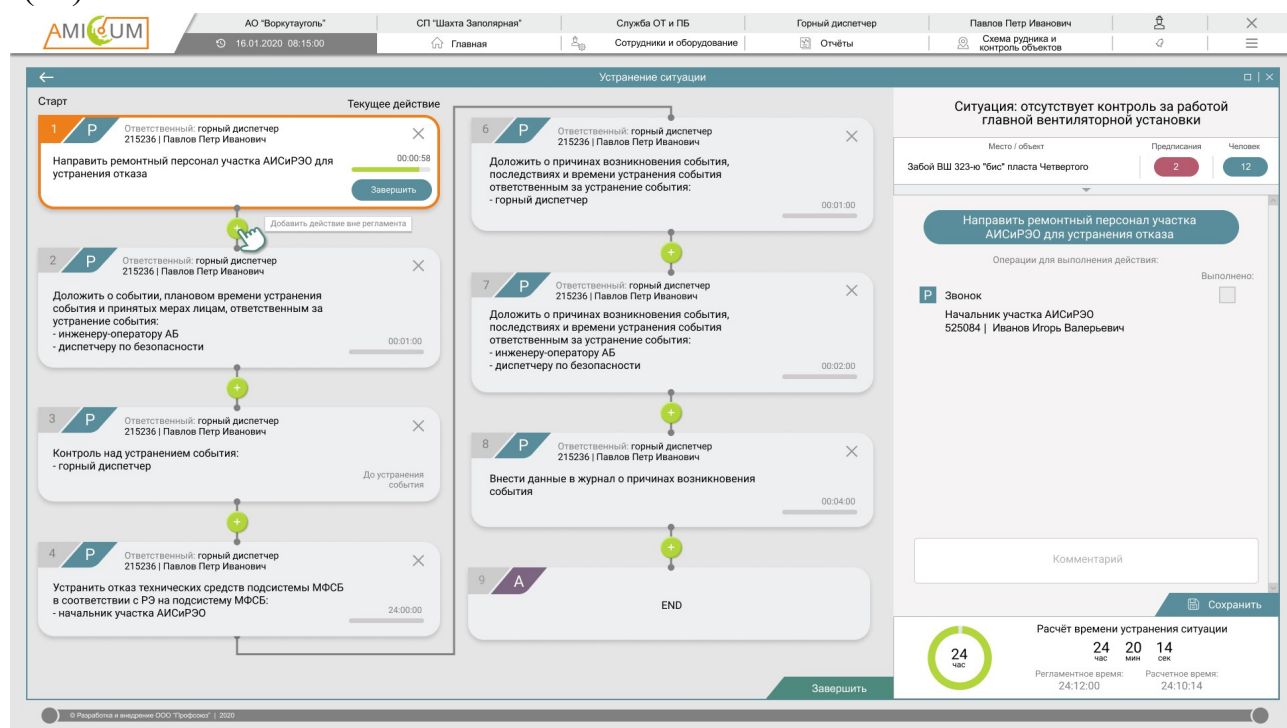 AMICUM
АО "Воркутауголь"
СП "Шахта Заполярная"
Служба ОТ и ПБ
Горный диспетчер
Павлов Петр Иванович
16.01.2020 08:15:00
Главная
Сотрудники и оборудование
Отчёты
Схема рудника и
контроль объектов
Устранение ситуации
Старт
Текущее действие
1 Р
Ответственный: горный диспетчер
215236 | Павлов Петр Иванович
Направить ремонтный персонал участка АИСиРЭО для
устранения отказа
00:00:58
Завершить
Добавить действие вне регламента
2 Р
Ответственный: горный диспетчер
215236 | Павлов Петр Иванович
Доложить о событии, плановом времени устранения
события и принятых мерах лицам, ответственным за
устранение события:
- инженеру-оператору АБ
- диспетчеру по безопасности
00:01:00
3 Р
Ответственный: горный диспетчер
215236 | Павлов Петр Иванович
Контроль над устранением события:
- горный диспетчер
До устранения
события
4 Р
Ответственный: горный диспетчер
215236 | Павлов Петр Иванович
Устранить отказ технических средств подсистемы МФСБ
в соответствии с РЭ на подсистему МФСБ:
- начальник участка АИСиРЭО
24:00:00
6 Р
Ответственный: горный диспетчер
215236 | Павлов Петр Иванович
Доложить о причинах возникновения события,
последствиях и времени устранения события
ответственным за устранение события:
- горный диспетчер
00:01:00
7 Р
Ответственный: горный диспетчер
215236 | Павлов Петр Иванович
Доложить о причинах возникновения события,
последствиях и времени устранения события
ответственным за устранение события:
- инженеру-оператору АБ
- диспетчеру по безопасности
00:02:00
8 Р
Ответственный: горный диспетчер
215236 | Павлов Петр Иванович
Внести данные в журнал о причинах возникновения
события
00:04:00
9 А
END
Завершить
Ситуация: отсутствует контроль за работой
главной вентиляторной установки
Место / объект
Предписания
Человек
Забой ВШ 323-ю "бис" пласта Четвертого
2
12
Направить ремонтный персонал участка
АИСиРЭО для устранения отказа
Операции для выполнения действия:
Выполнено:
Р Звонок
Начальник участка АИСиРЭО
525084 | Иванов Игорь Валерьевич
Комментарий
Сохранить
Расчёт времени устранения ситуации
24
час
24 20 14
час мин сек
Регламентное время:
Расчетное время:
24:12:00
24:10:14
© Разработка и внедрение ООО "Профсоюз" | 2020